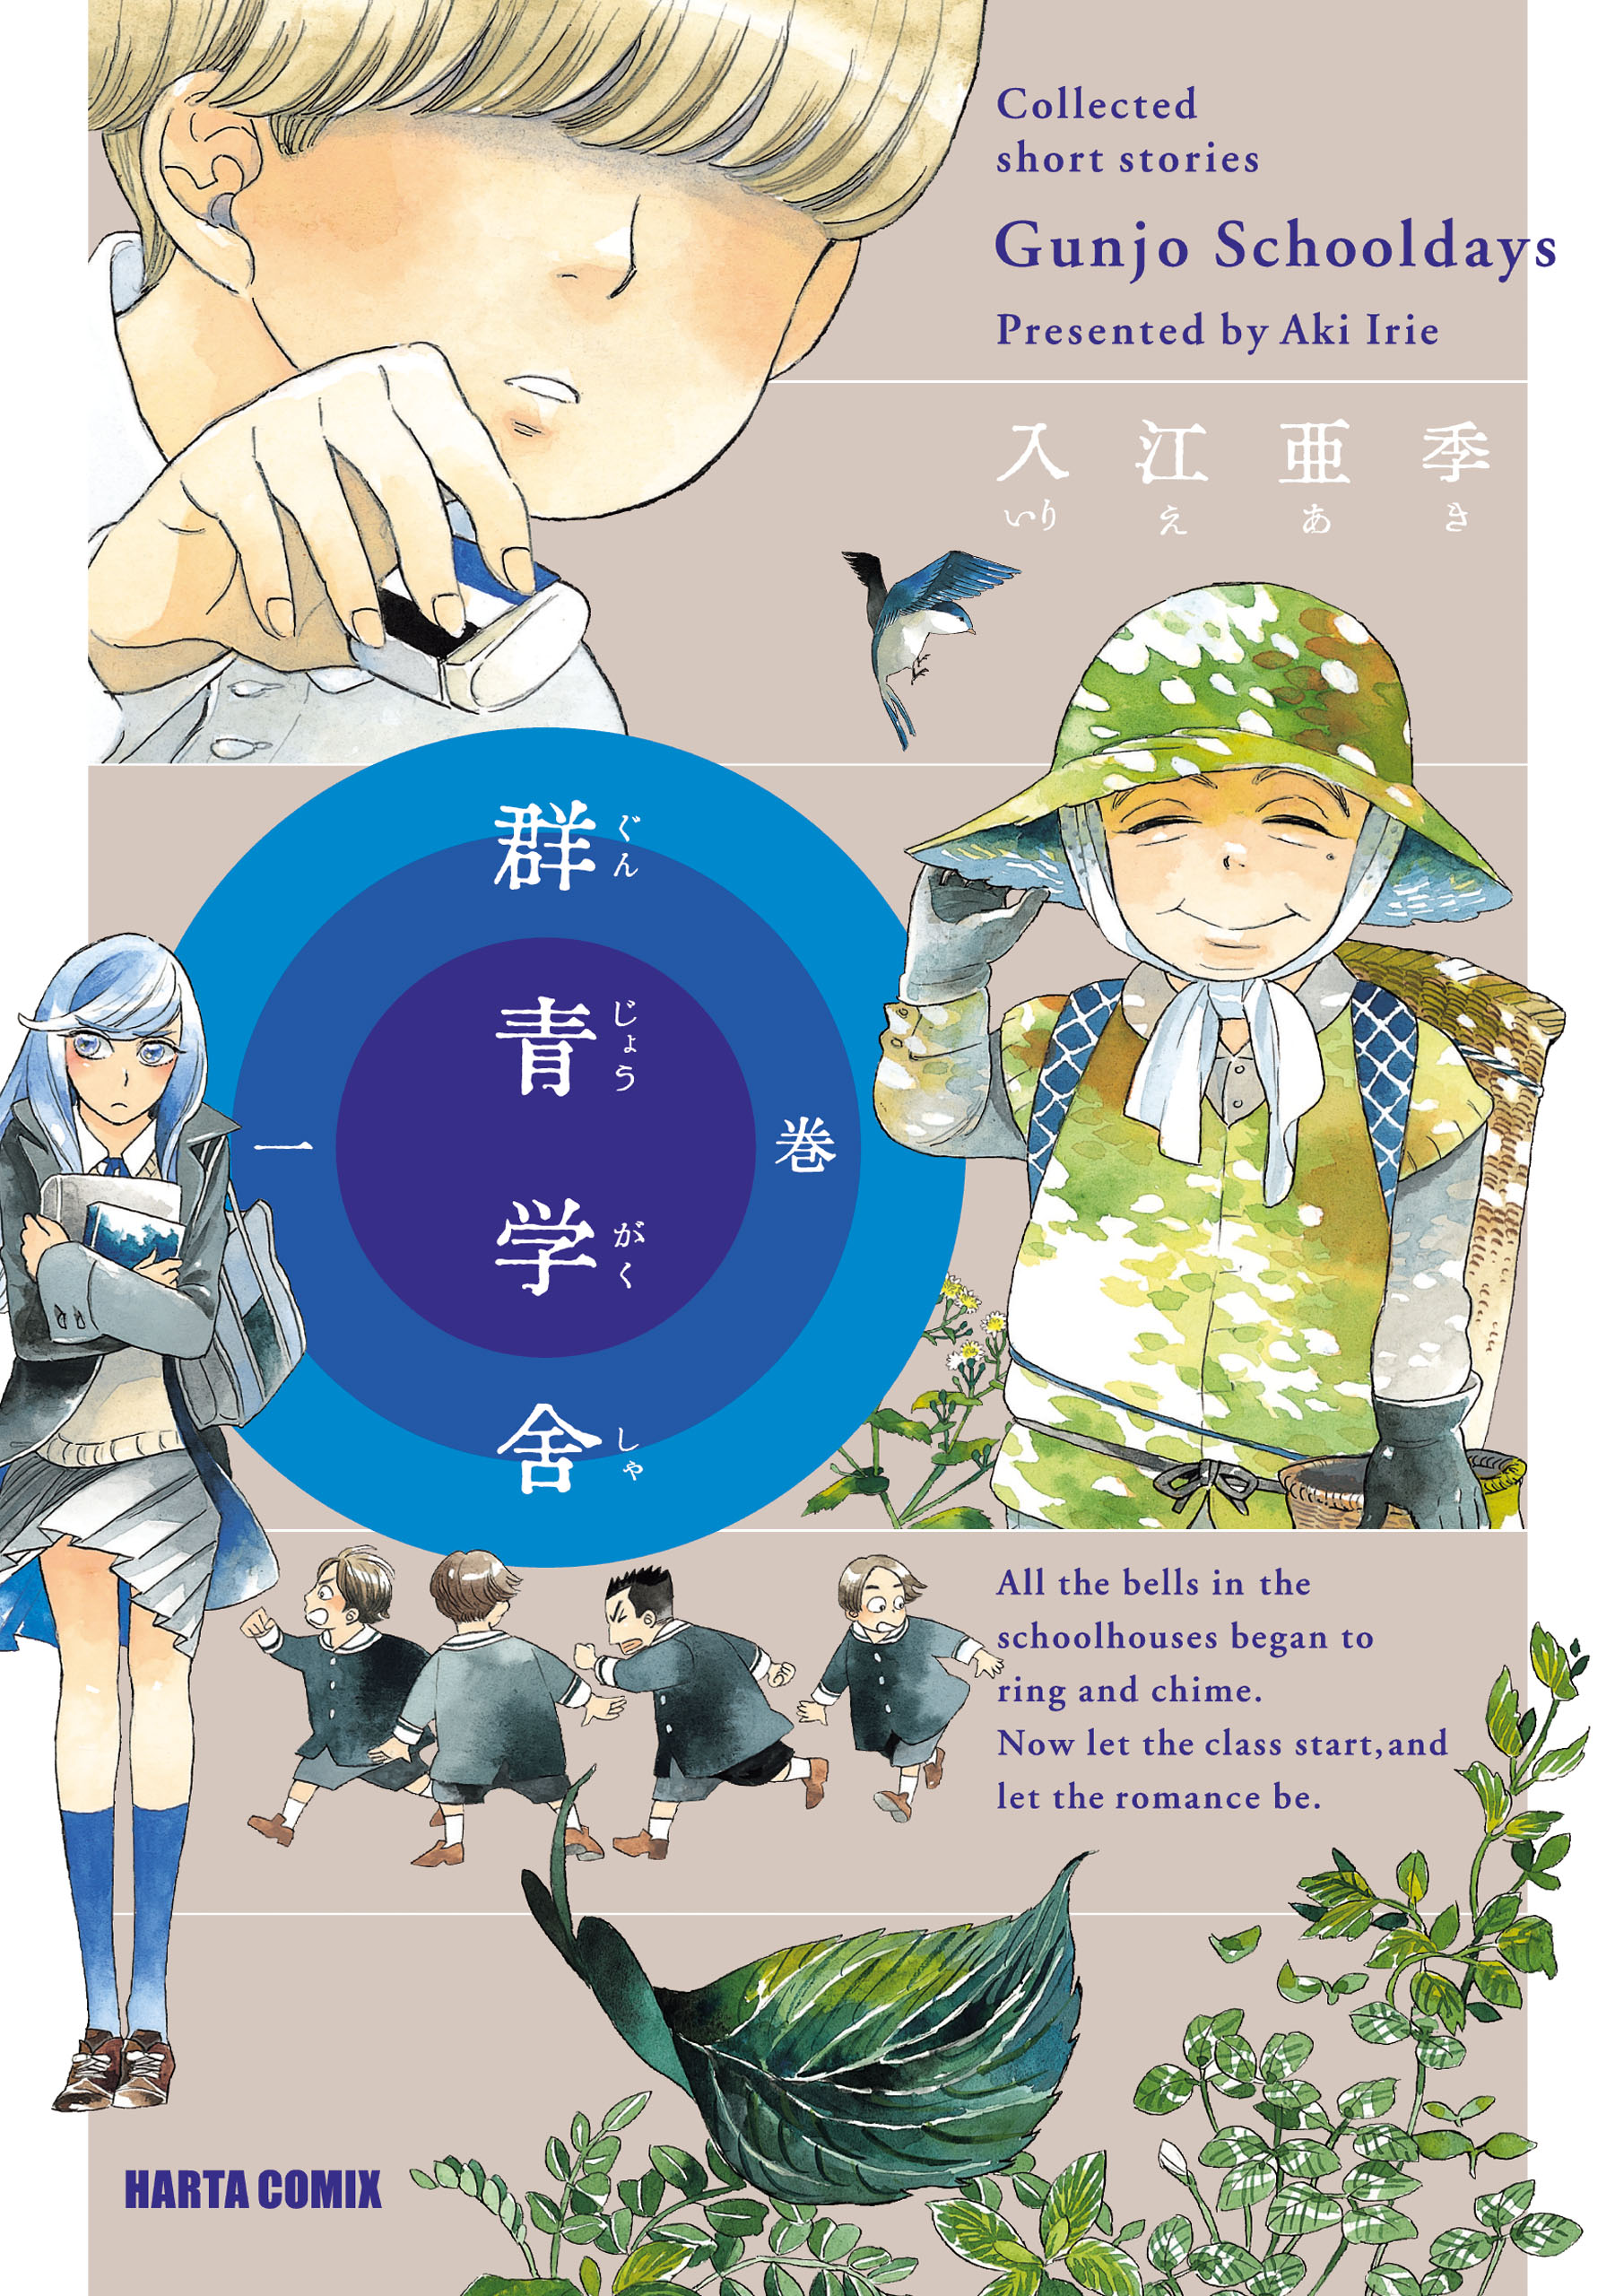 Collected
short stories
Gunjo Schooldays
Presented by Aki Irie
入江亜季
いり え あ き
群青学舎
ぐん じょう がく しゃ
一巻
All the bells in the
schoolhouses began to
ring and chime.
Now let the class start,and
let the romance be.
HARTA COMIX